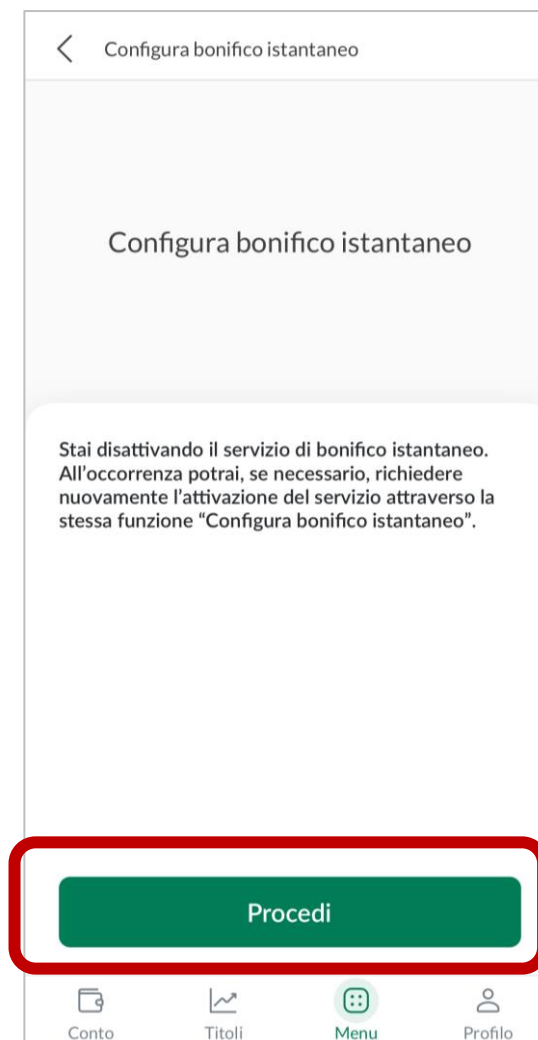 Configura bonifico istantaneo
Configura bonifico istantaneo
Stai disattivando il servizio di bonifico istantaneo.
All’occorrenza potrai, se necessario, richiedere
nuovamente l’attivazione del servizio attraverso la
stessa funzione “Configura bonifico istantaneo”.
Procedi
Conto Titoli Menu Profilo